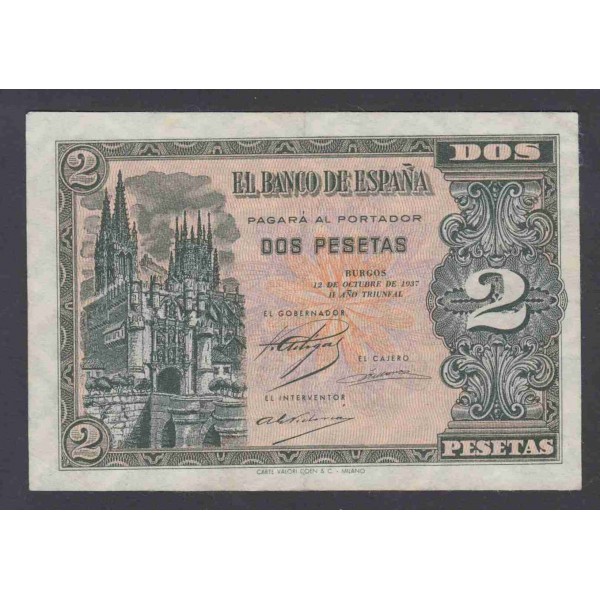 DOS
2
EL BANCO DE ESPAÑA
PAGARÁ AL PORTADOR
DOS PESETAS
BURGOS
12 DE OCTUBRE DE 1937
II AÑO TRIUNFAL
2
EL GOBERNADOR
EL CAJERO
EL INTERVENTOR
2
PESETAS
CARTE VALORI COEN & C. - MILANO